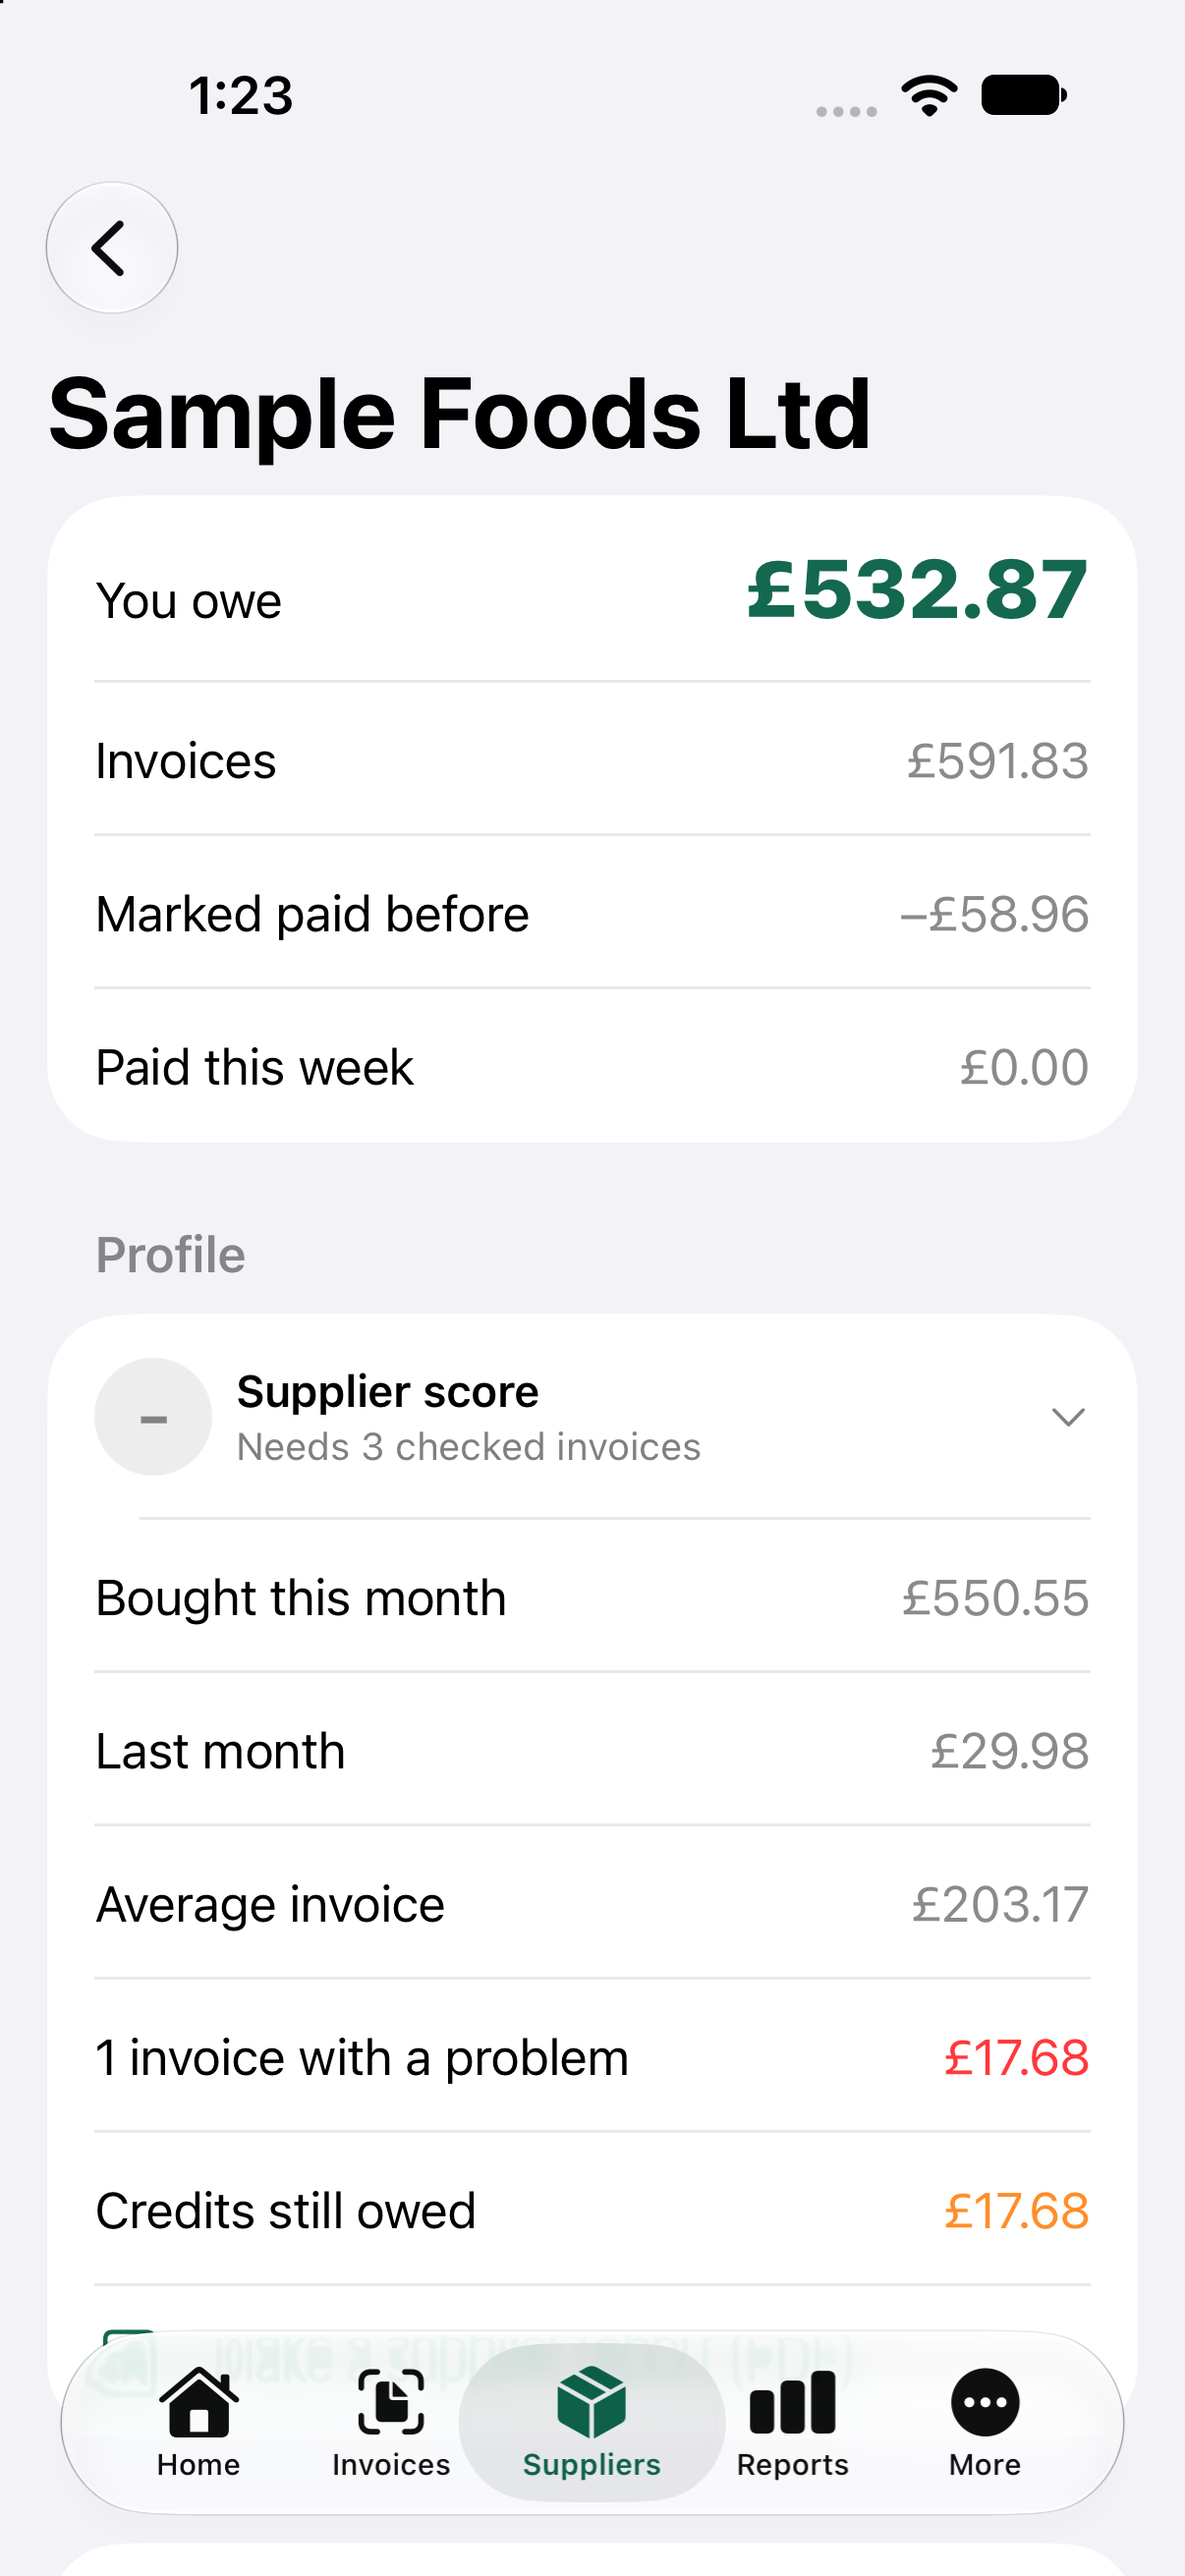 1:23
Sample Foods Ltd
You owe £532.87
Invoices £591.83
Marked paid before –£58.96
Paid this week £0.00
Profile
Supplier score
Needs 3 checked invoices
Bought this month £550.55
Last month £29.98
Average invoice £203.17
1 invoice with a problem £17.68
Credits still owed £17.68
Home Invoices Suppliers Reports More